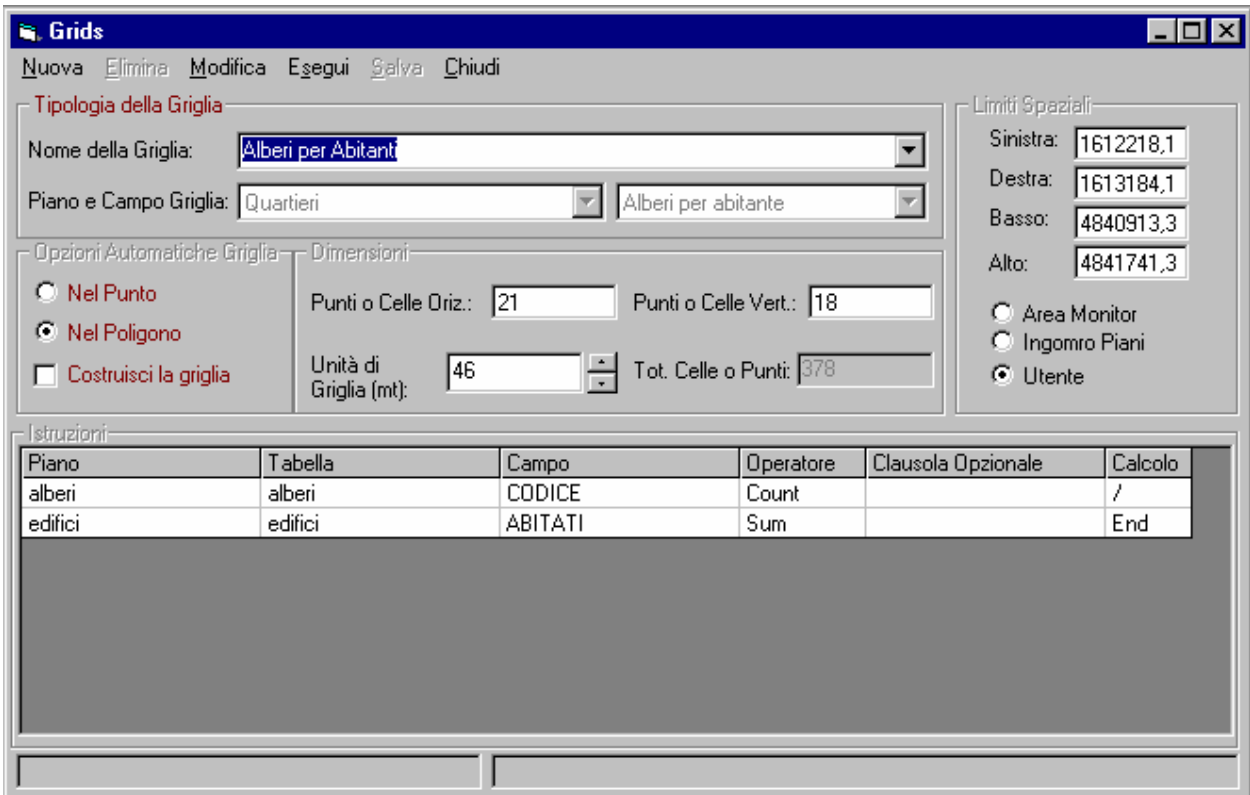 Grids
Nuova Elimina Modifica Esegui Salva Chiudi
Tipologia della Griglia
Nome della Griglia: Alberi per Abitanti
Piano e Campo Griglia: Quartieri Alberi per abitante
Limiti Spaziali
Sinistra: 1612218,1
Destra: 1613184,1
Basso: 4840913,3
Alto: 4841741,3
Area Monitor
Ingomro Piani
Utente
Opzioni Automatiche Griglia
Nel Punto
Nel Poligono
Costruisci la griglia
Dimensioni
Punti o Celle Oriz.: 21 Punti o Celle Vert.: 18
Unità di
Griglia (mt): 46 Tot. Celle o Punti: 378
Istruzioni
Piano Tabella Campo Operatore Clausola Opzionale Calcolo
alberi alberi CODICE Count /
edifici edifici ABITATI Sum End